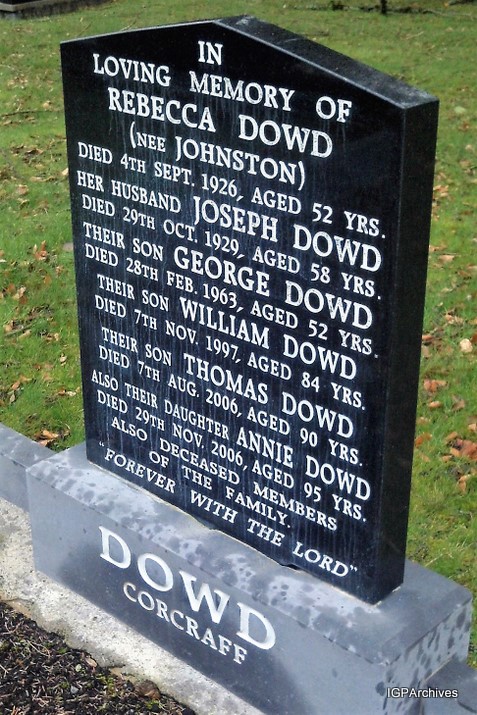 IN
LOVING MEMORY OF
REBECCA DOWD
(NEE JOHNSTON)
DIED 4TH SEPT. 1926, AGED 52 YRS.
HER HUSBAND JOSEPH DOWD
DIED 29TH OCT. 1929, AGED 58 YRS.
THEIR SON GEORGE DOWD
DIED 28TH FEB. 1963, AGED 52 YRS.
THEIR SON WILLIAM DOWD
DIED 7TH NOV. 1997, AGED 84 YRS.
THEIR SON THOMAS DOWD
DIED 7TH AUG. 2006, AGED 90 YRS.
ALSO THEIR DAUGHTER ANNIE DOWD
DIED 29TH NOV. 2006, AGED 95 YRS.
ALSO DECEASED MEMBERS
OF THE FAMILY.
"FOREVER WITH THE LORD"
DOWD
CORCRAFF
IGPArchives